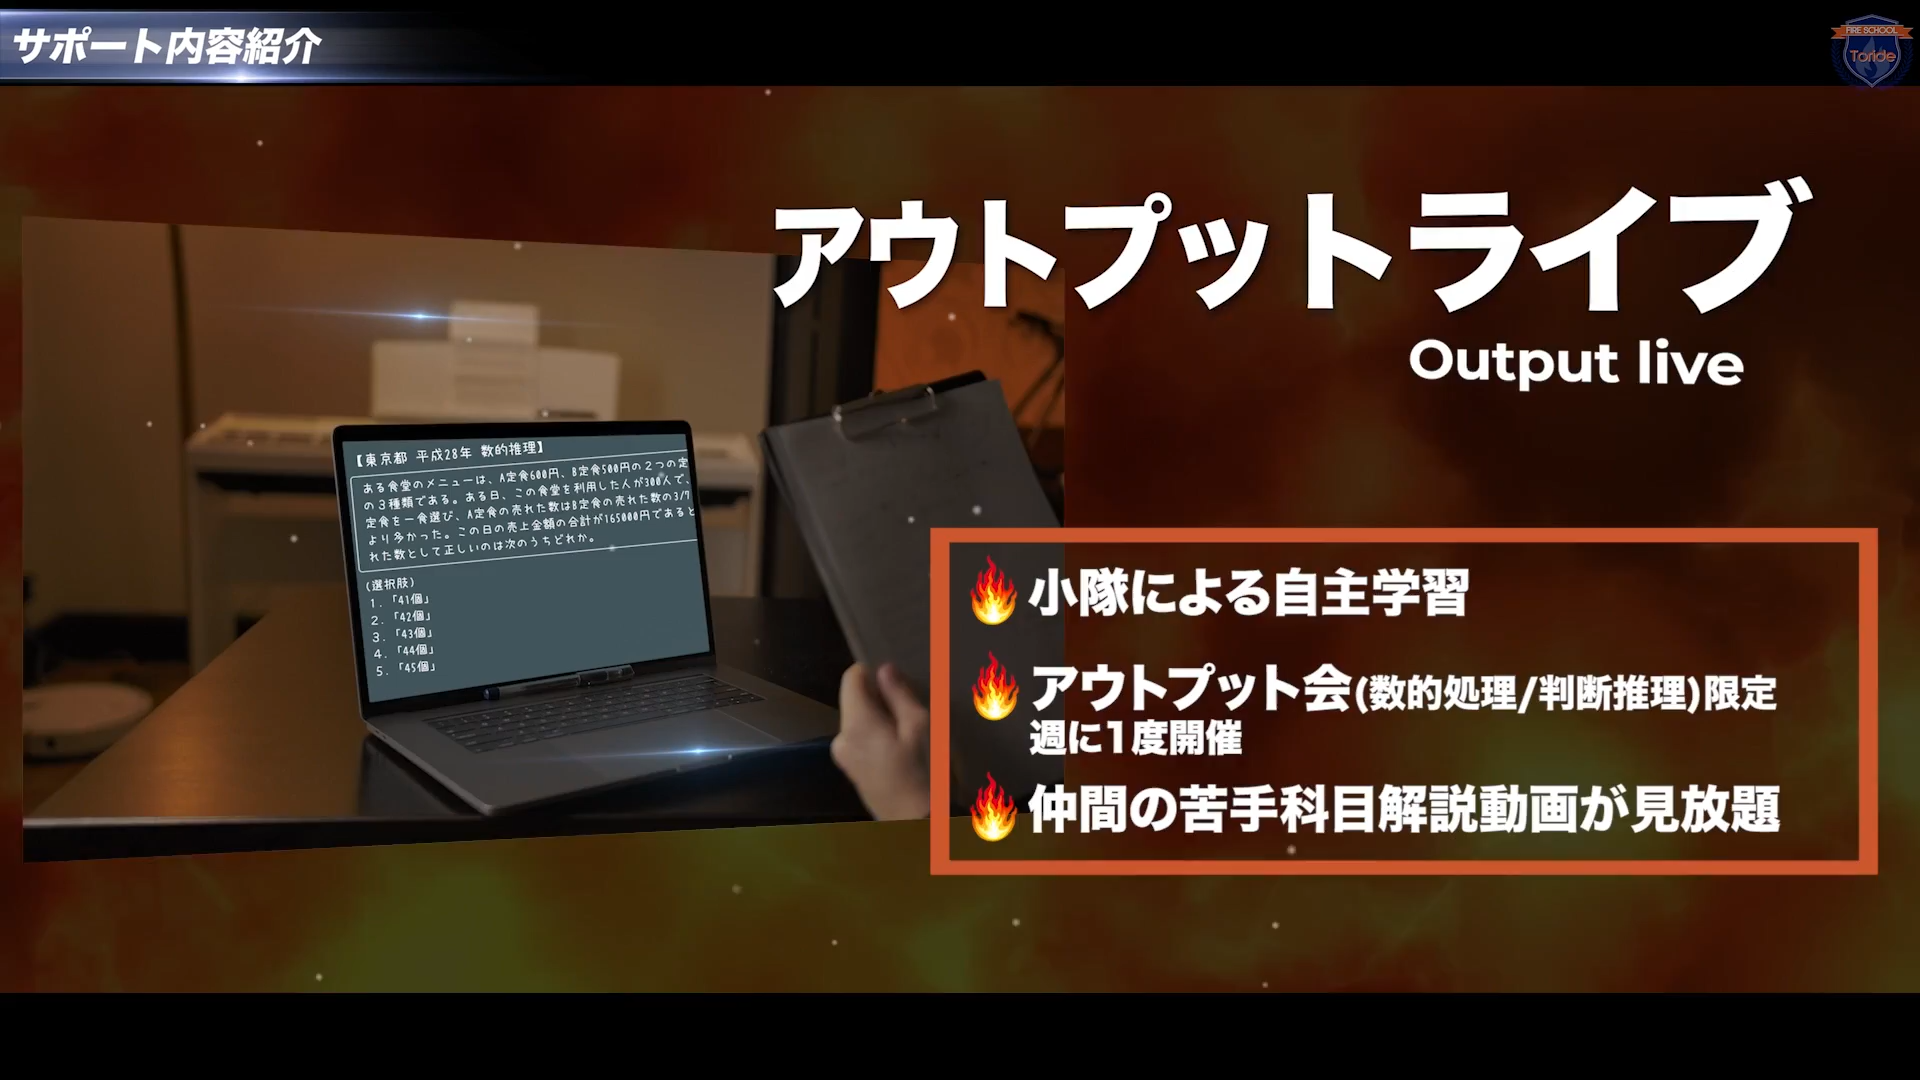 サポート内容紹介
FIRE SCHOOL
Toride
アウトプットライブ
Output live
【東京都 平成28年 数的推理】
ある食堂のメニューは、A定食600円、B定食500円の2つの定
の3種類である。ある日、この食堂を利用した人が300人で、
定食を一食選び、A定食の売れた数はB定食の売れた数の3/7
より多かった。この日の売上金額の合計が165000円であると
れた数として正しいのは次のうちどれか。
(選択肢)
1.「41個」
2.「42個」
3.「43個」
4.「44個」
5.「45個」
小隊による自主学習
アウトプット会(数的処理/判断推理)限定
週に1度開催
仲間の苦手科目解説動画が見放題